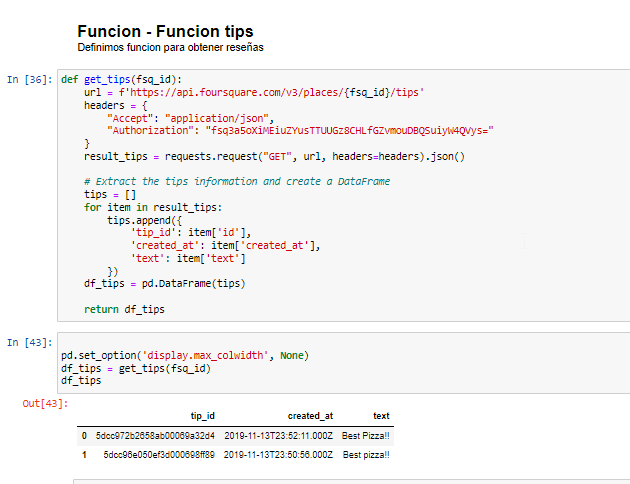 Funcion - Funcion tips
Definimos funcion para obtener reseñas
In [36]: def get_tips(fsq_id):
url = f'https://api.foursquare.com/v3/places/{fsq_id}/tips'
headers = {
"Accept": "application/json",
"Authorization": "fsq3a5oXiMEiuZYusTTUUGz8CHLfGZvmouDBQSuiyW4QVys="
}
result_tips = requests.request("GET", url, headers=headers).json()
# Extract the tips information and create a DataFrame
tips = []
for item in result_tips:
tips.append({
'tip_id': item['id'],
'created_at': item['created_at'],
'text': item['text']
})
df_tips = pd.DataFrame(tips)
return df_tips
In [43]:
pd.set_option('display.max_colwidth', None)
df_tips = get_tips(fsq_id)
df_tips
Out[43]:
tip_id created_at text
0 5dcc972b2658ab00069a32d4 2019-11-13T23:52:11.000Z Best Pizza!!
1 5dcc96e050ef3d000698ff89 2019-11-13T23:50:56.000Z Best pizza!!